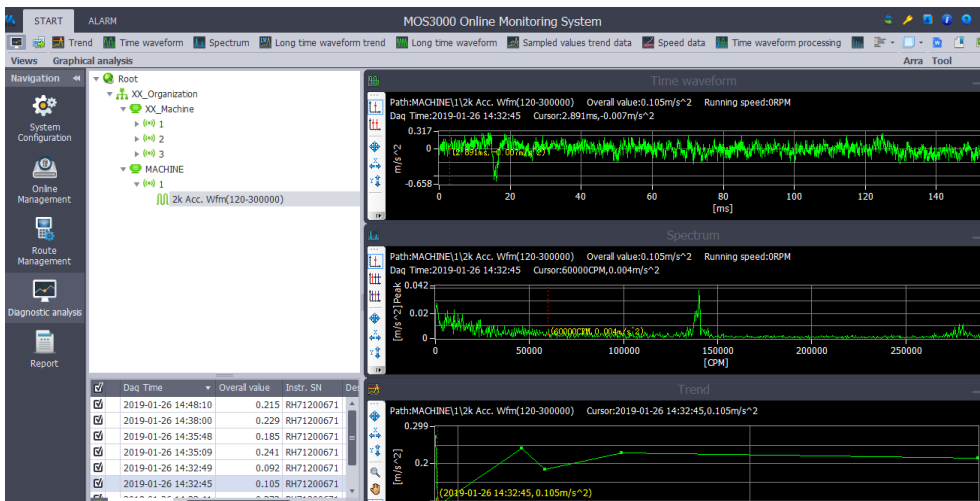 START ALARM MOS3000 Online Monitoring System
Trend Time waveform Spectrum Long time waveform trend Long time waveform Sampled values trend data Speed data Time waveform processing
Views Graphical analysis Arra Tool
Navigation
System
Configuration
Online
Management
Route
Management
Diagnostic analysis
Report
Root
XX_Organization
XX_Machine
1
2
3
MACHINE
1
2k Acc. Wfm(120-300000)
Daq Time Overall value Instr. SN Des
2019-01-26 14:48:10 0.215 RH71200671
2019-01-26 14:38:00 0.229 RH71200671
2019-01-26 14:35:48 0.185 RH71200671
2019-01-26 14:35:09 0.241 RH71200671
2019-01-26 14:32:49 0.092 RH71200671
2019-01-26 14:32:45 0.105 RH71200671
Time waveform
Path:MACHINE\1\2k Acc. Wfm(120-300000) Overall value:0.105m/s^2 Running speed:0RPM
Daq Time:2019-01-26 14:32:45 Cursor:2.891ms,-0.007m/s^2
0.317
0
-0.658
m/s^2
(2.891ms,-0.007m/s^2)
0 20 40 60 80 100 120 140
[ms]
Spectrum
Path:MACHINE\1\2k Acc. Wfm(120-300000) Overall value:0.105m/s^2 Running speed:0RPM
Daq Time:2019-01-26 14:32:45 Cursor:60000CPM,0.004m/s^2
0.042
0.02
0
[m/s^2]Peak
(60000CPM,0.004m/s^2)
0 50000 100000 150000 200000 250000
[CPM]
Trend
Path:MACHINE\1\2k Acc. Wfm(120-300000) Cursor:2019-01-26 14:32:45,0.105m/s^2
0.299
0.2
[m/s^2]
(2019-01-26 14:32:45, 0.105m/s^2)